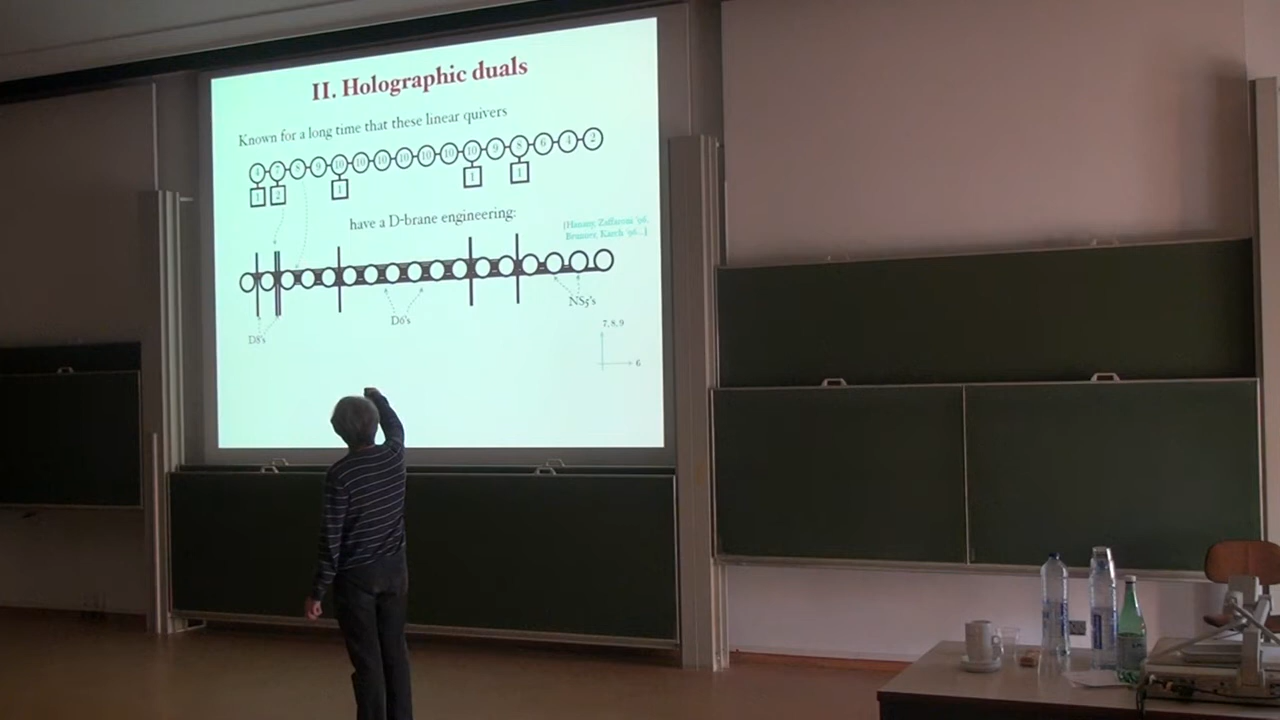 II. Holographic duals
Known for a long time that these linear quivers
4 7 8 9 10 10 10 10 10 10 10 9 8 6 4 2
1 2 1 1 1
have a D-brane engineering:
[Hanany, Zaffaroni '96,
Brunner, Karch '96...]
NS5's
D6's
D8's
7, 8, 9
6